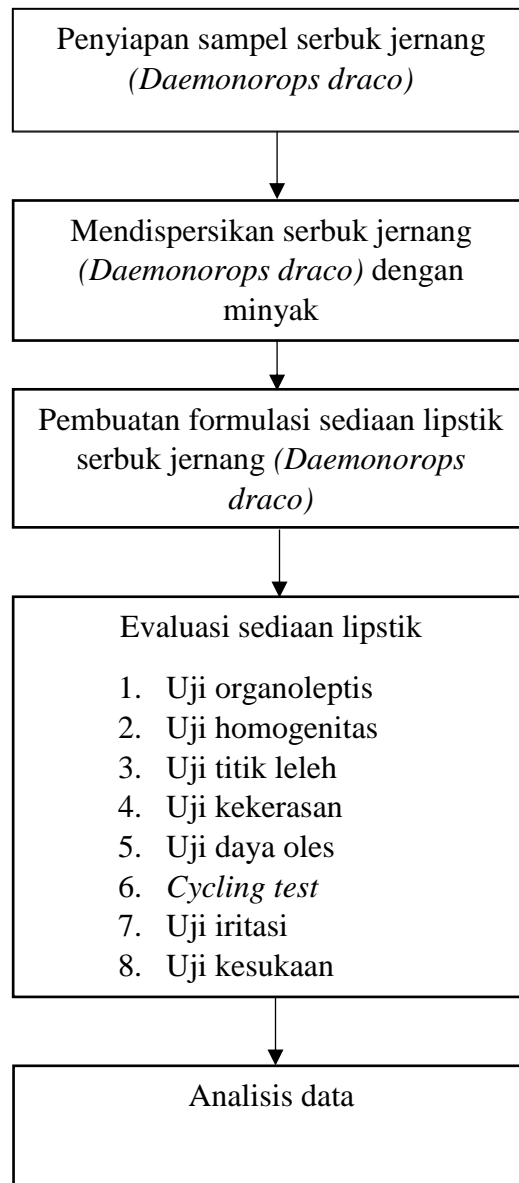 Penyiapan sampel serbuk jernang
(Daemonorops draco)
Mendispersikan serbuk jernang
(Daemonorops draco) dengan
minyak
Pembuatan formulasi sediaan lipstik
serbuk jernang (Daemonorops
draco)
Evaluasi sediaan lipstik
1. Uji organoleptis
2. Uji homogenitas
3. Uji titik leleh
4. Uji kekerasan
5. Uji daya oles
6. Cycling test
7. Uji iritasi
8. Uji kesukaan
Analisis data